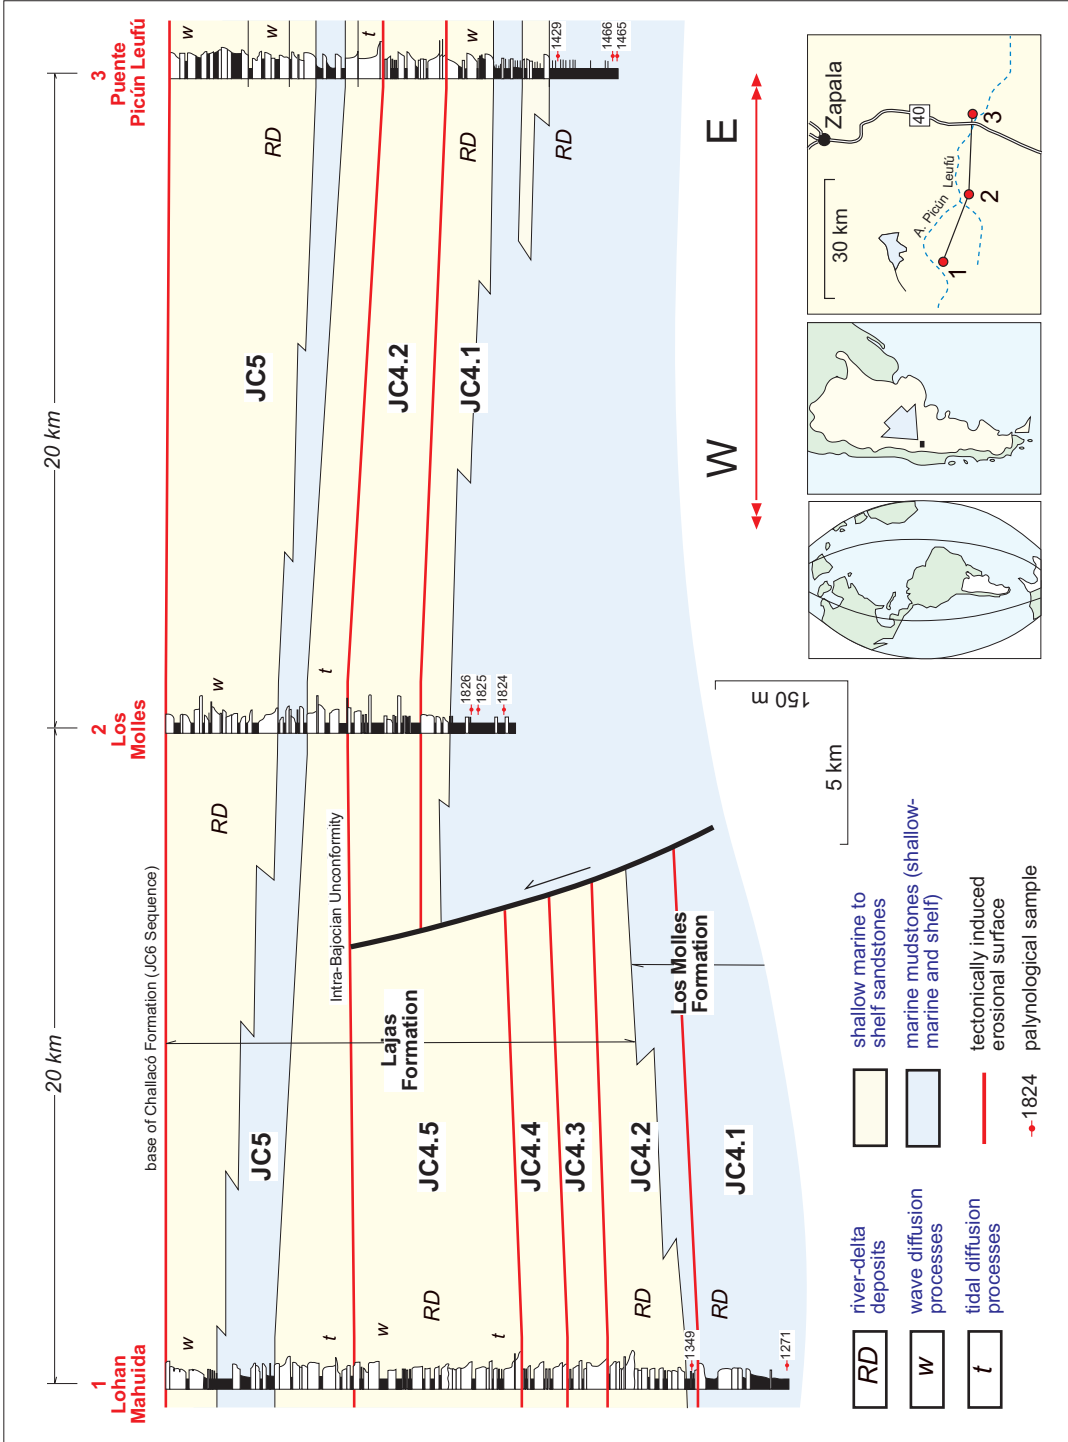 1
Lohan
Mahuida
20 km
2
Los
Molles
20 km
3
Puente
Picún Leufú
base of Challacó Formation (JC6 Sequence)
w
RD
w
RD
w
w
JC5
JC5
t
Intra-Bajocian Unconformity
t
t
w
Lajas
Formation
JC4.5
RD
t
JC4.4
JC4.3
JC4.2
RD
JC4.2
JC4.1
RD
w
RD
Los Molles
Formation
JC4.1
RD
1349
1271
1826
1825
1824
1429
1466
1465
W
E
150 m
5 km
RD
river-delta
deposits
w
wave diffusion
processes
t
tidal diffusion
processes
shallow marine to
shelf sandstones
marine mudstones (shallow-
marine and shelf)
tectonically induced
erosional surface
1824
palynological sample
30 km
Zapala
40
A. Picún Leufú
1
2
3